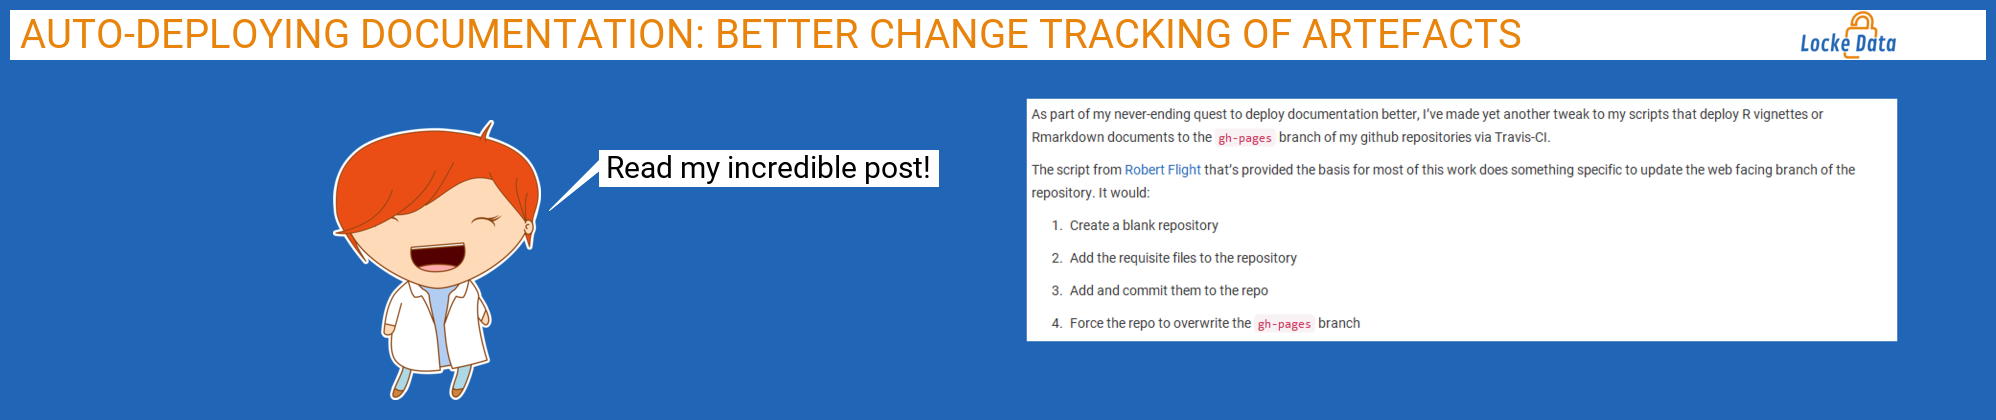 AUTO-DEPLOYING DOCUMENTATION: BETTER CHANGE TRACKING OF ARTEFACTS
Locke Data
Read my incredible post!
As part of my never-ending quest to deploy documentation better, I've made yet another tweak to my scripts that deploy R vignettes or
Rmarkdown documents to the gh-pages branch of my github repositories via Travis-CI.
The script from Robert Flight that's provided the basis for most of this work does something specific to update the web facing branch of the
repository. It would:
1. Create a blank repository
2. Add the requisite files to the repository
3. Add and commit them to the repo
4. Force the repo to overwrite the gh-pages branch